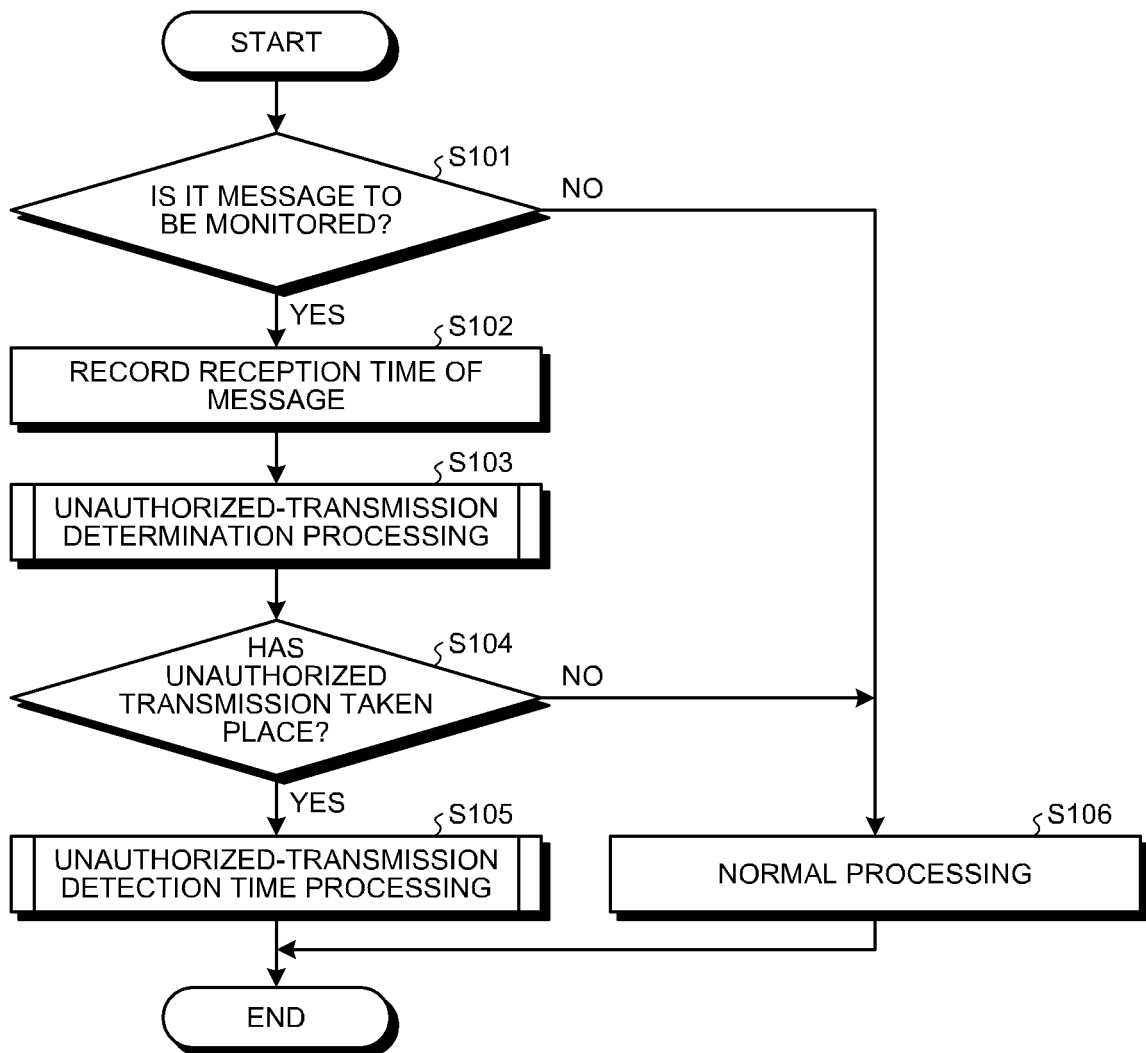 START
S101
IS IT MESSAGE TO
BE MONITORED?
NO
YES
S102
RECORD RECEPTION TIME OF
MESSAGE
S103
UNAUTHORIZED-TRANSMISSION
DETERMINATION PROCESSING
S104
HAS
UNAUTHORIZED
TRANSMISSION TAKEN
PLACE?
NO
YES
S105
UNAUTHORIZED-TRANSMISSION
DETECTION TIME PROCESSING
S106
NORMAL PROCESSING
END